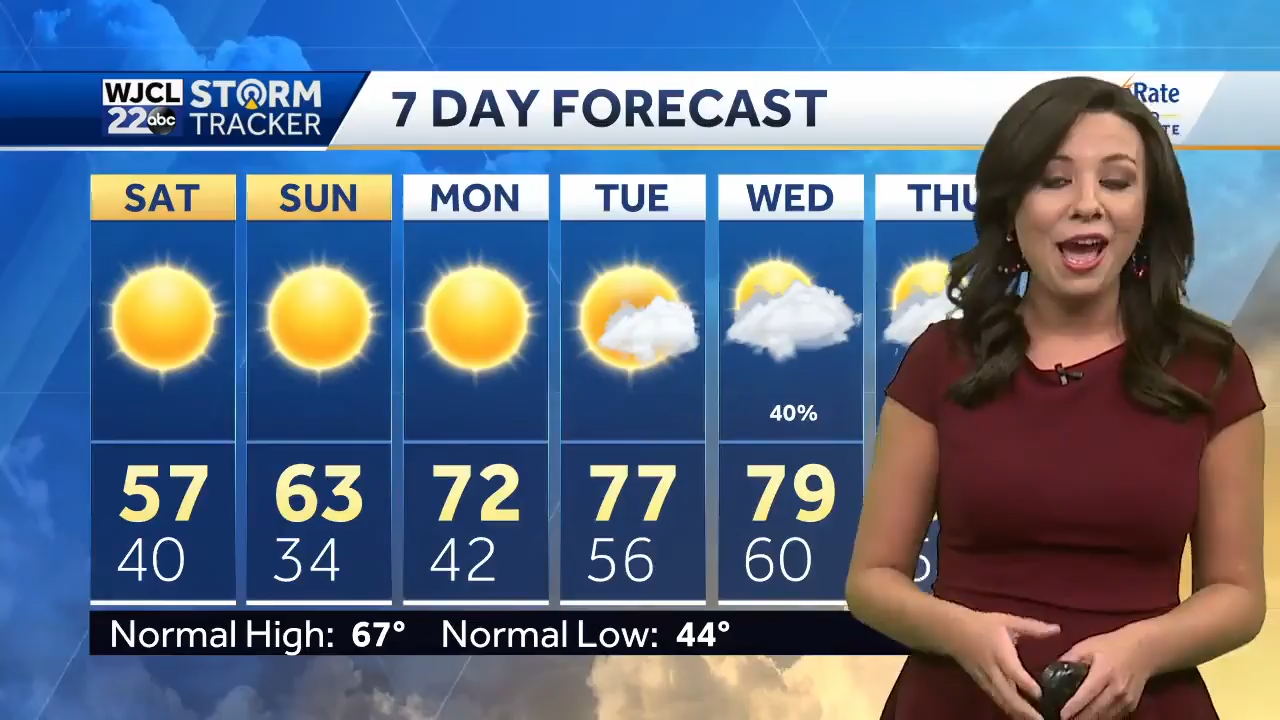 WJCL
22 abc
STORM
TRACKER
7 DAY FORECAST
Rate
SAT SUN MON TUE WED THU
40%
57 63 72 77 79
40 34 42 56 60
Normal High: 67° Normal Low: 44°